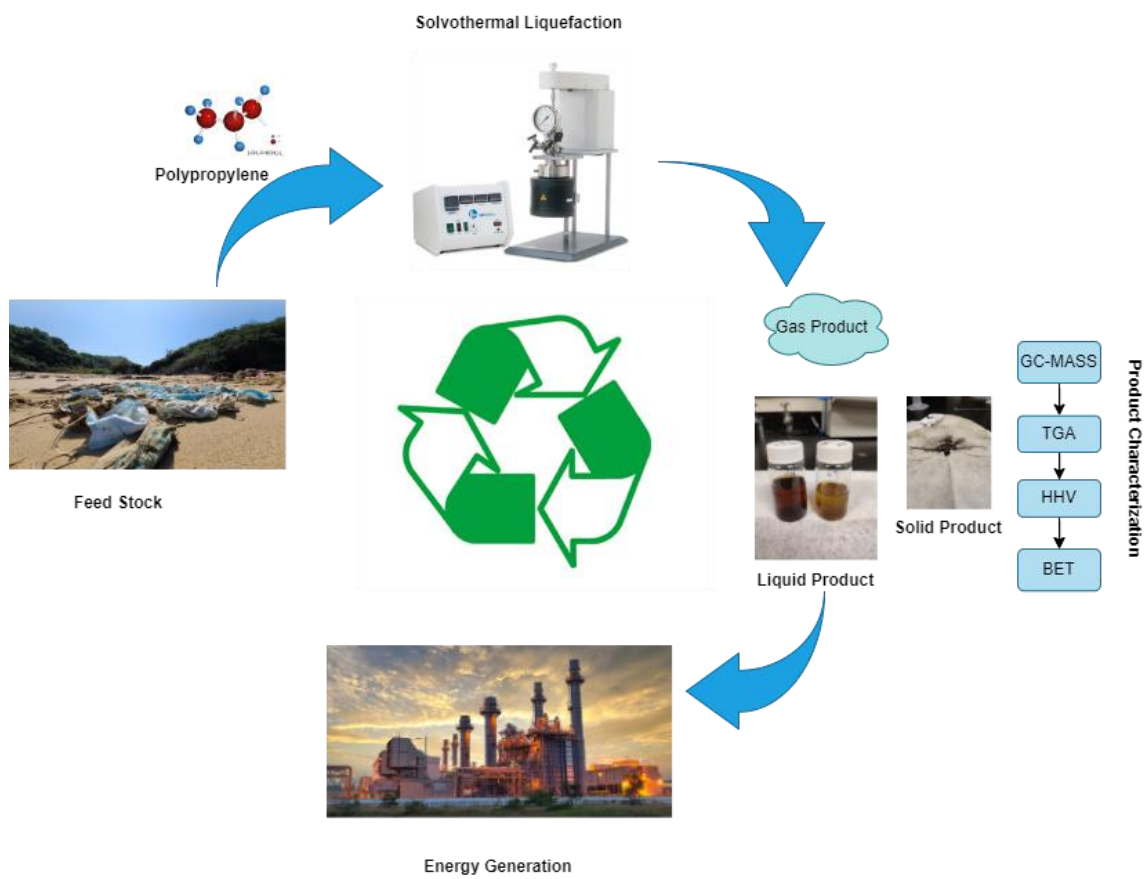 Solvothermal Liquefaction
Polypropylene
Feed Stock
Gas Product
Liquid Product
Solid Product
GC-MASS
TGA
HHV
BET
Product Characterization
Energy Generation